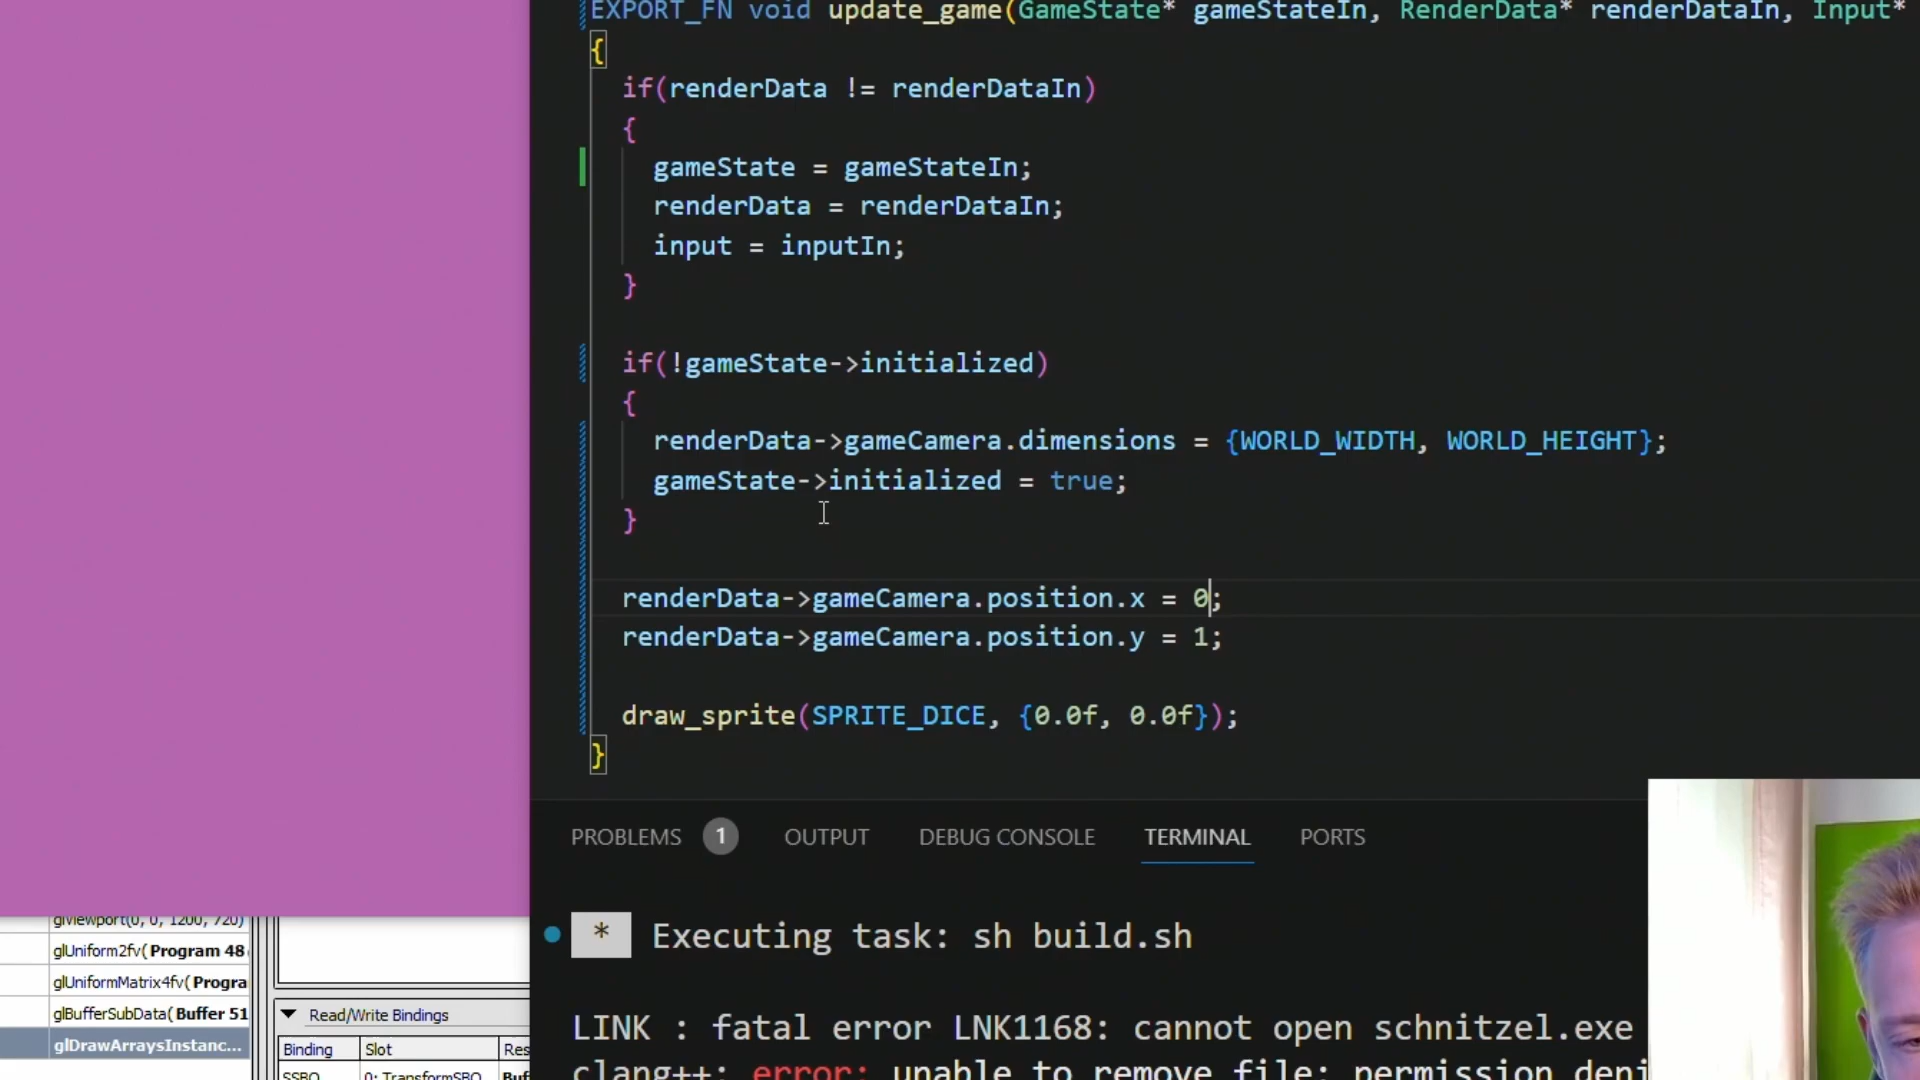 EXPORT_FN void update_game(GameState* gameStateIn, RenderData* renderDataIn, Input*
{
if(renderData != renderDataIn)
{
gameState = gameStateIn;
renderData = renderDataIn;
input = inputIn;
}
if(!gameState->initialized)
{
renderData->gameCamera.dimensions = {WORLD_WIDTH, WORLD_HEIGHT};
gameState->initialized = true;
}
renderData->gameCamera.position.x = 0;
renderData->gameCamera.position.y = 1;
draw_sprite(SPRITE_DICE, {0.0f, 0.0f});
}
PROBLEMS 1 OUTPUT DEBUG CONSOLE TERMINAL PORTS
* Executing task: sh build.sh
LINK : fatal error LNK1168: cannot open schnitzel.exe
clang++: error: unable to remove file: permission deni
glViewport(0, 0, 1200, 720)
glUniform2fv( Program 48
glUniformMatrix4fv( Progra
glBufferSubData( Buffer 51
glDrawArraysInstanc...
Read/Write Bindings
Binding Slot Res
SSBO 0: TransformSBO Buf